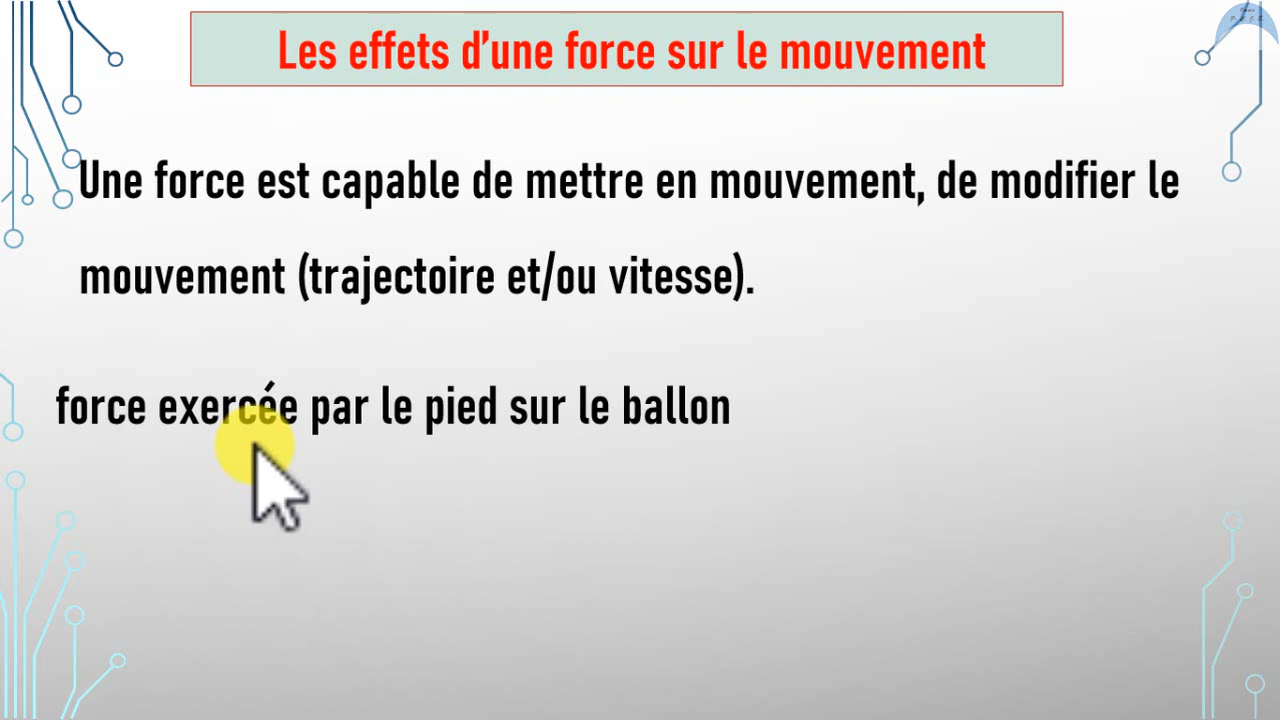 Les effets d'une force sur le mouvement
Une force est capable de mettre en mouvement, de modifier le
mouvement (trajectoire et/ou vitesse).
force exercée par le pied sur le ballon